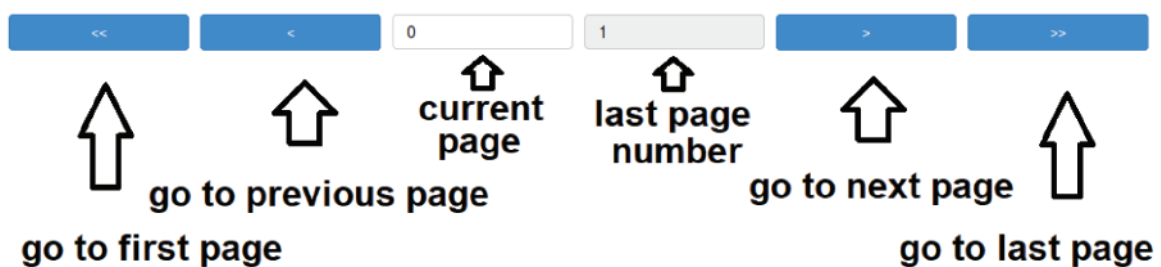 << < 0 1 > >>
current
page
last page
number
go to previous page
go to next page
go to first page
go to last page